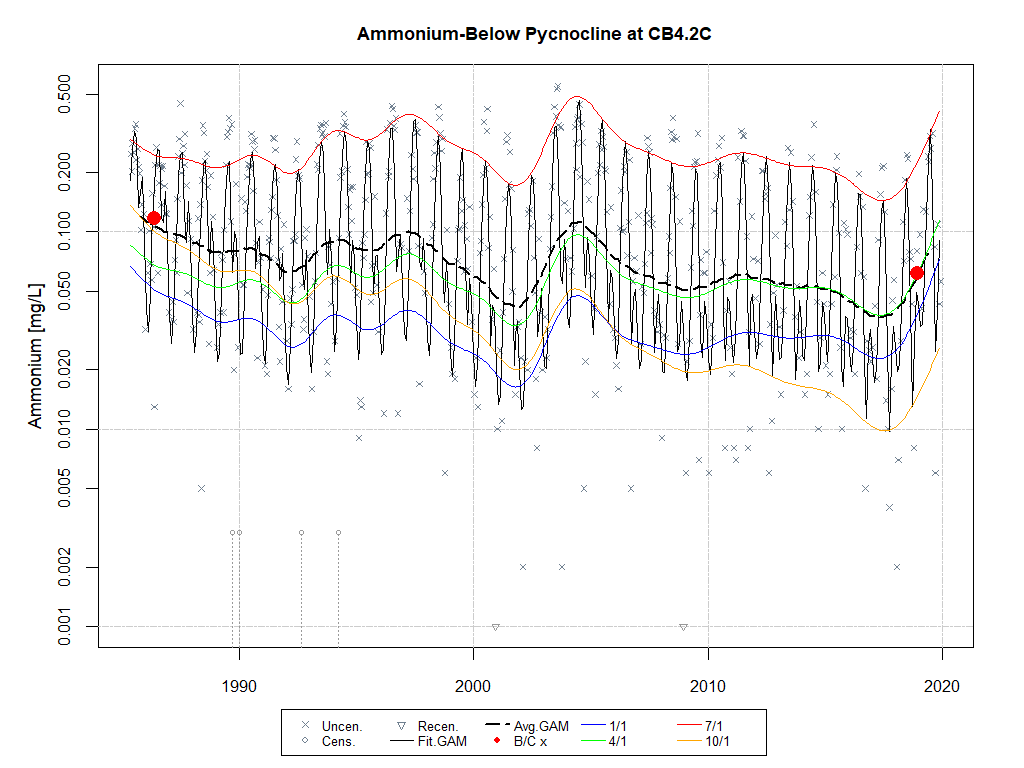 Ammonium-Below Pycnocline at CB4.2C
Ammonium [mg/L]
0.500
0.200
0.100
0.050
0.020
0.010
0.005
0.002
0.001
1990 2000 2010 2020
Uncen. Recen. Avg.GAM 1/1 7/1
Cens. Fit.GAM B/C x 4/1 10/1